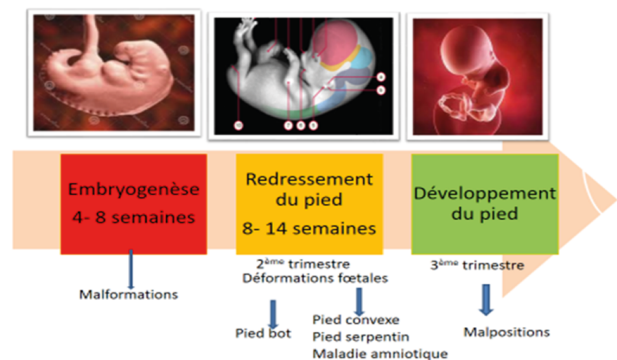 Embryogenèse
4- 8 semaines
Redressement
du pied
8- 14 semaines
Développement
du pied
2ème trimestre
Déformations fœtales
3ème trimestre
Malformations
Pied bot
Pied convexe
Pied serpentin
Maladie amniotique
Malpositions